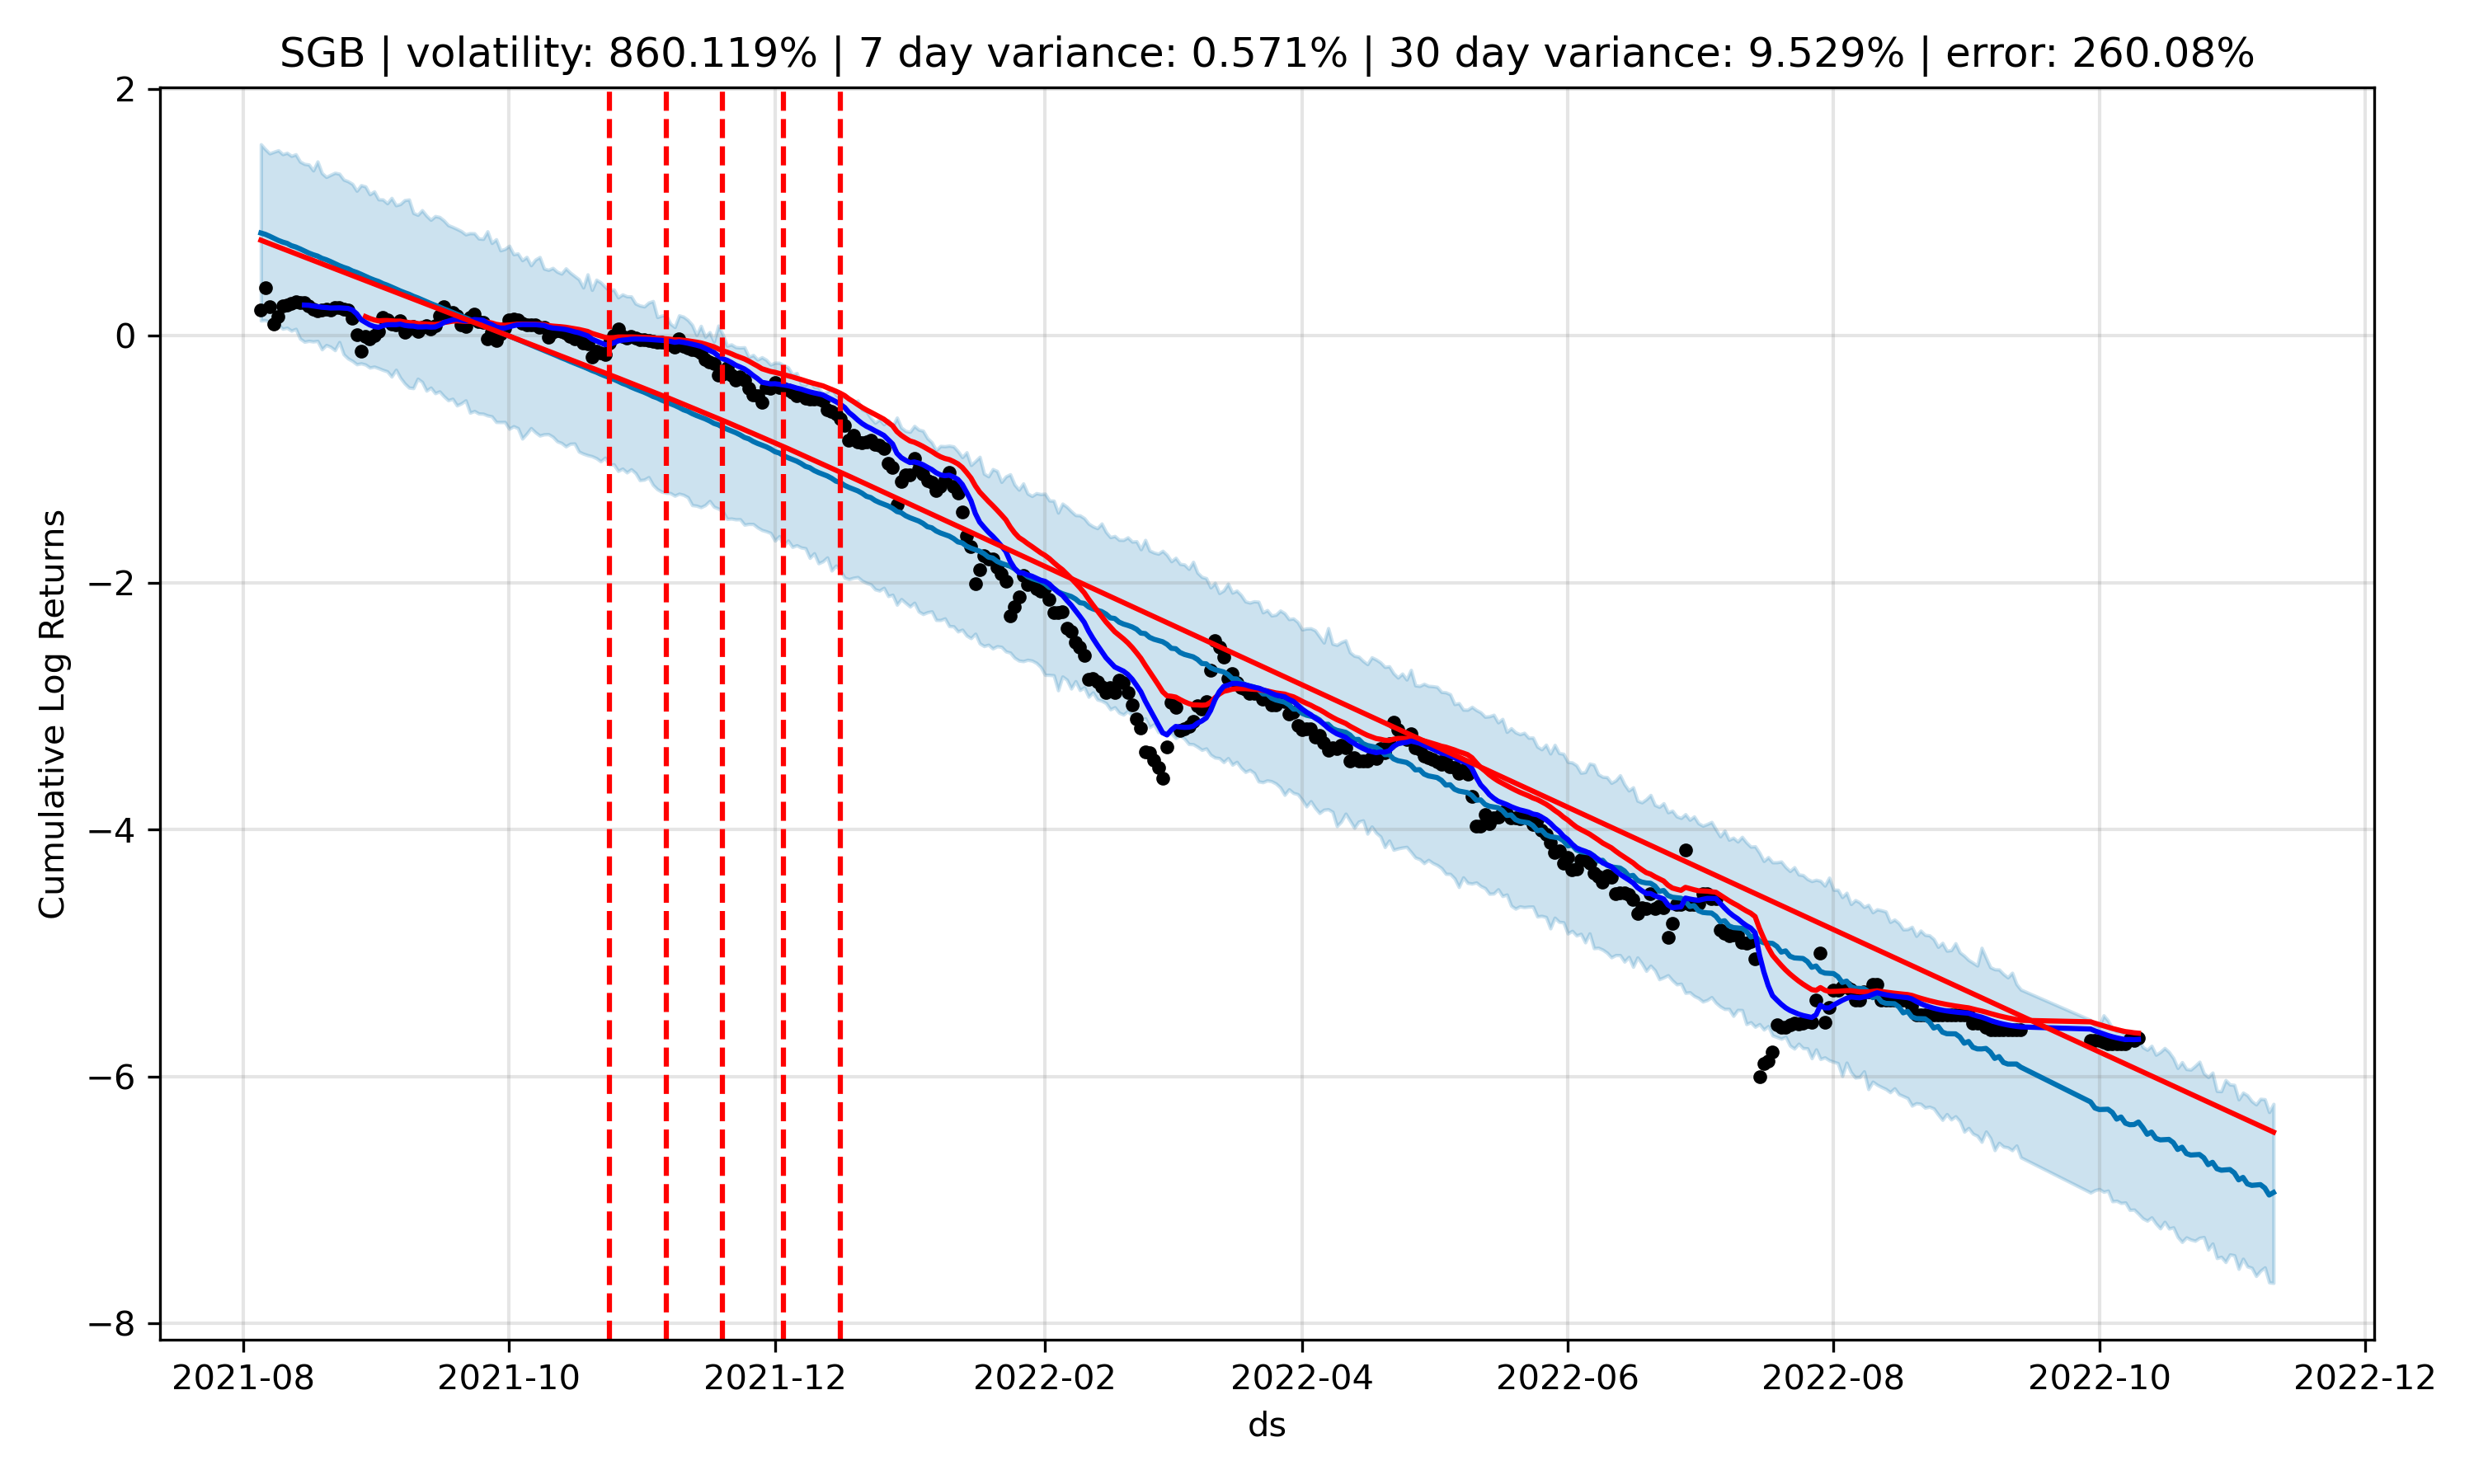 SGB | volatility: 860.119% | 7 day variance: 0.571% | 30 day variance: 9.529% | error: 260.08%
2
0
−2
−4
−6
−8
Cumulative Log Returns
2021-08 2021-10 2021-12 2022-02 2022-04 2022-06 2022-08 2022-10 2022-12
ds